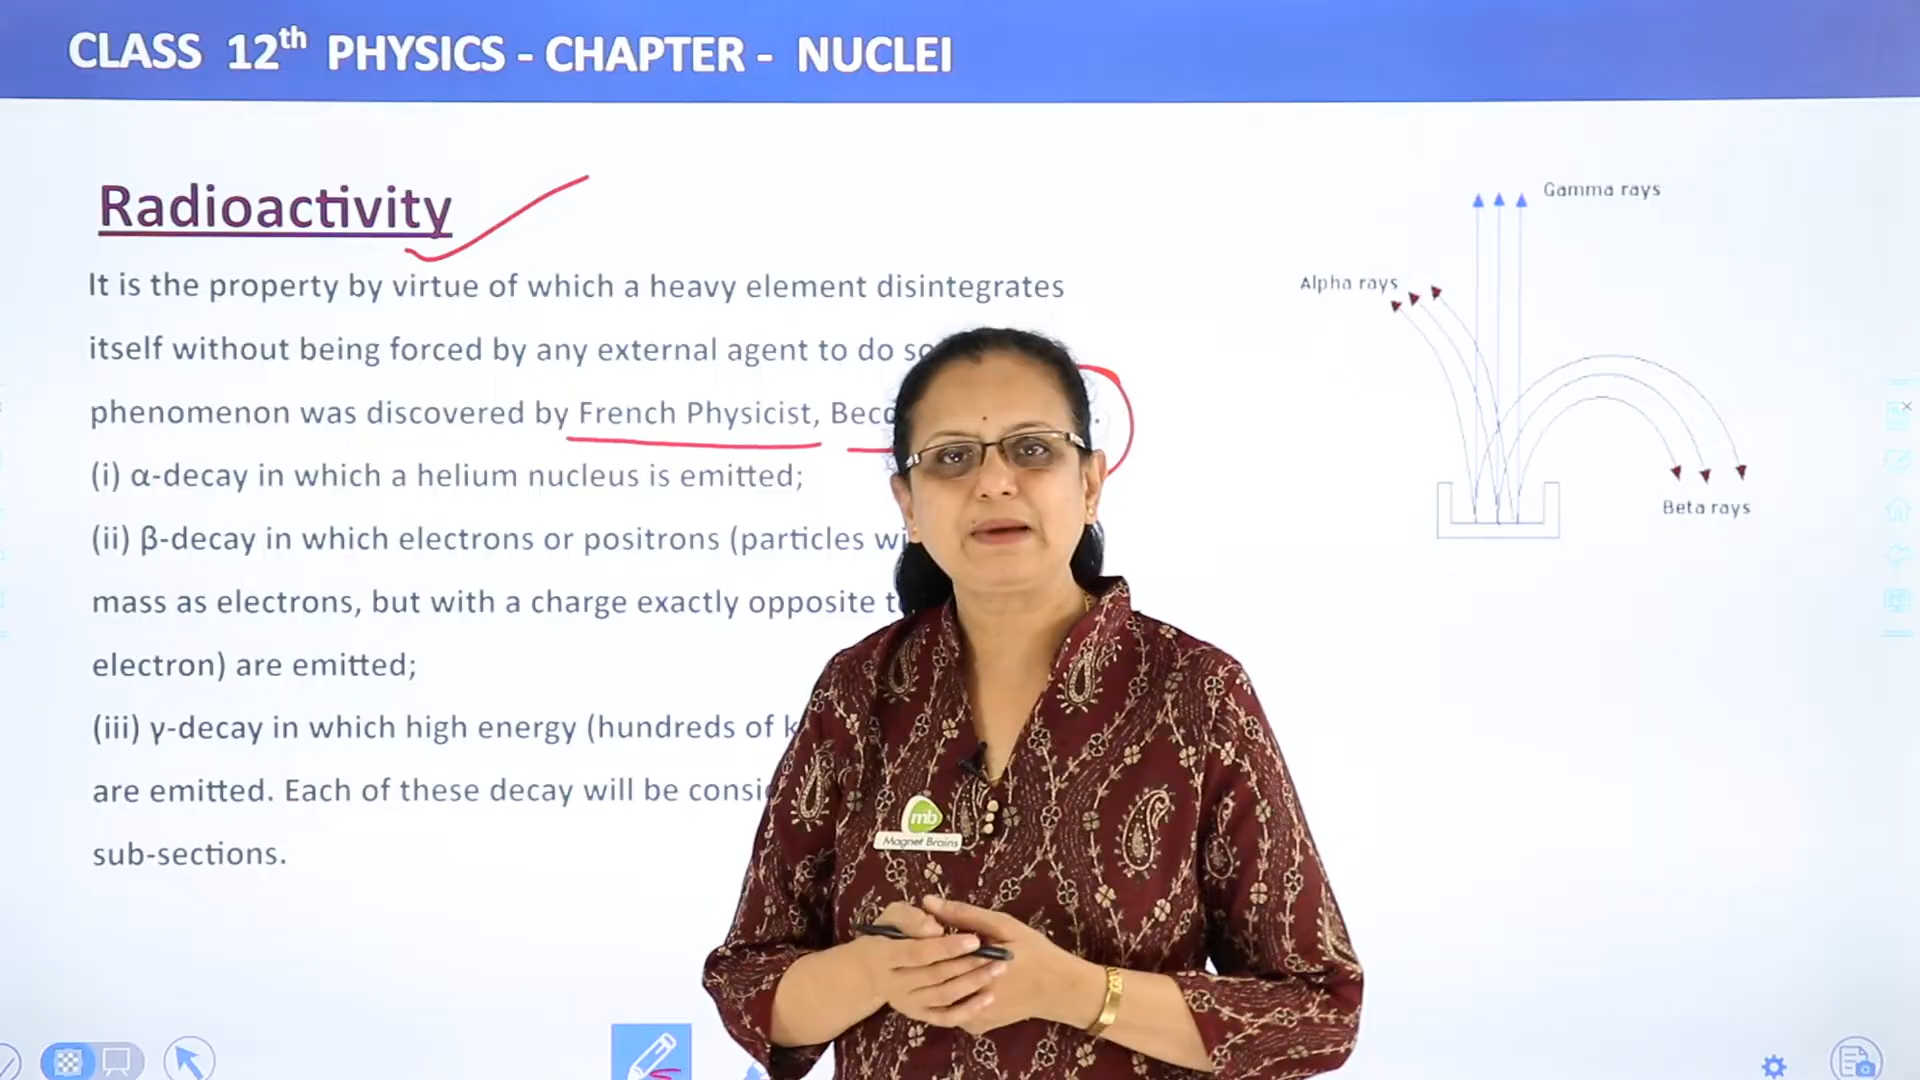 CLASS 12th PHYSICS - CHAPTER - NUCLEI
Radioactivity
It is the property by virtue of which a heavy element disintegrates
itself without being forced by any external agent to do
phenomenon was discovered by French Physicist,
(i) α-decay in which a helium nucleus is emitted;
(ii) β-decay in which electrons or positrons (particles
mass as electrons, but with a charge exactly opposite
electron) are emitted;
(iii) γ-decay in which high energy (hundreds of
are emitted. Each of these decay will be
sub-sections.
Gamma rays
Alpha rays
Beta rays
mb
Magnet Brains